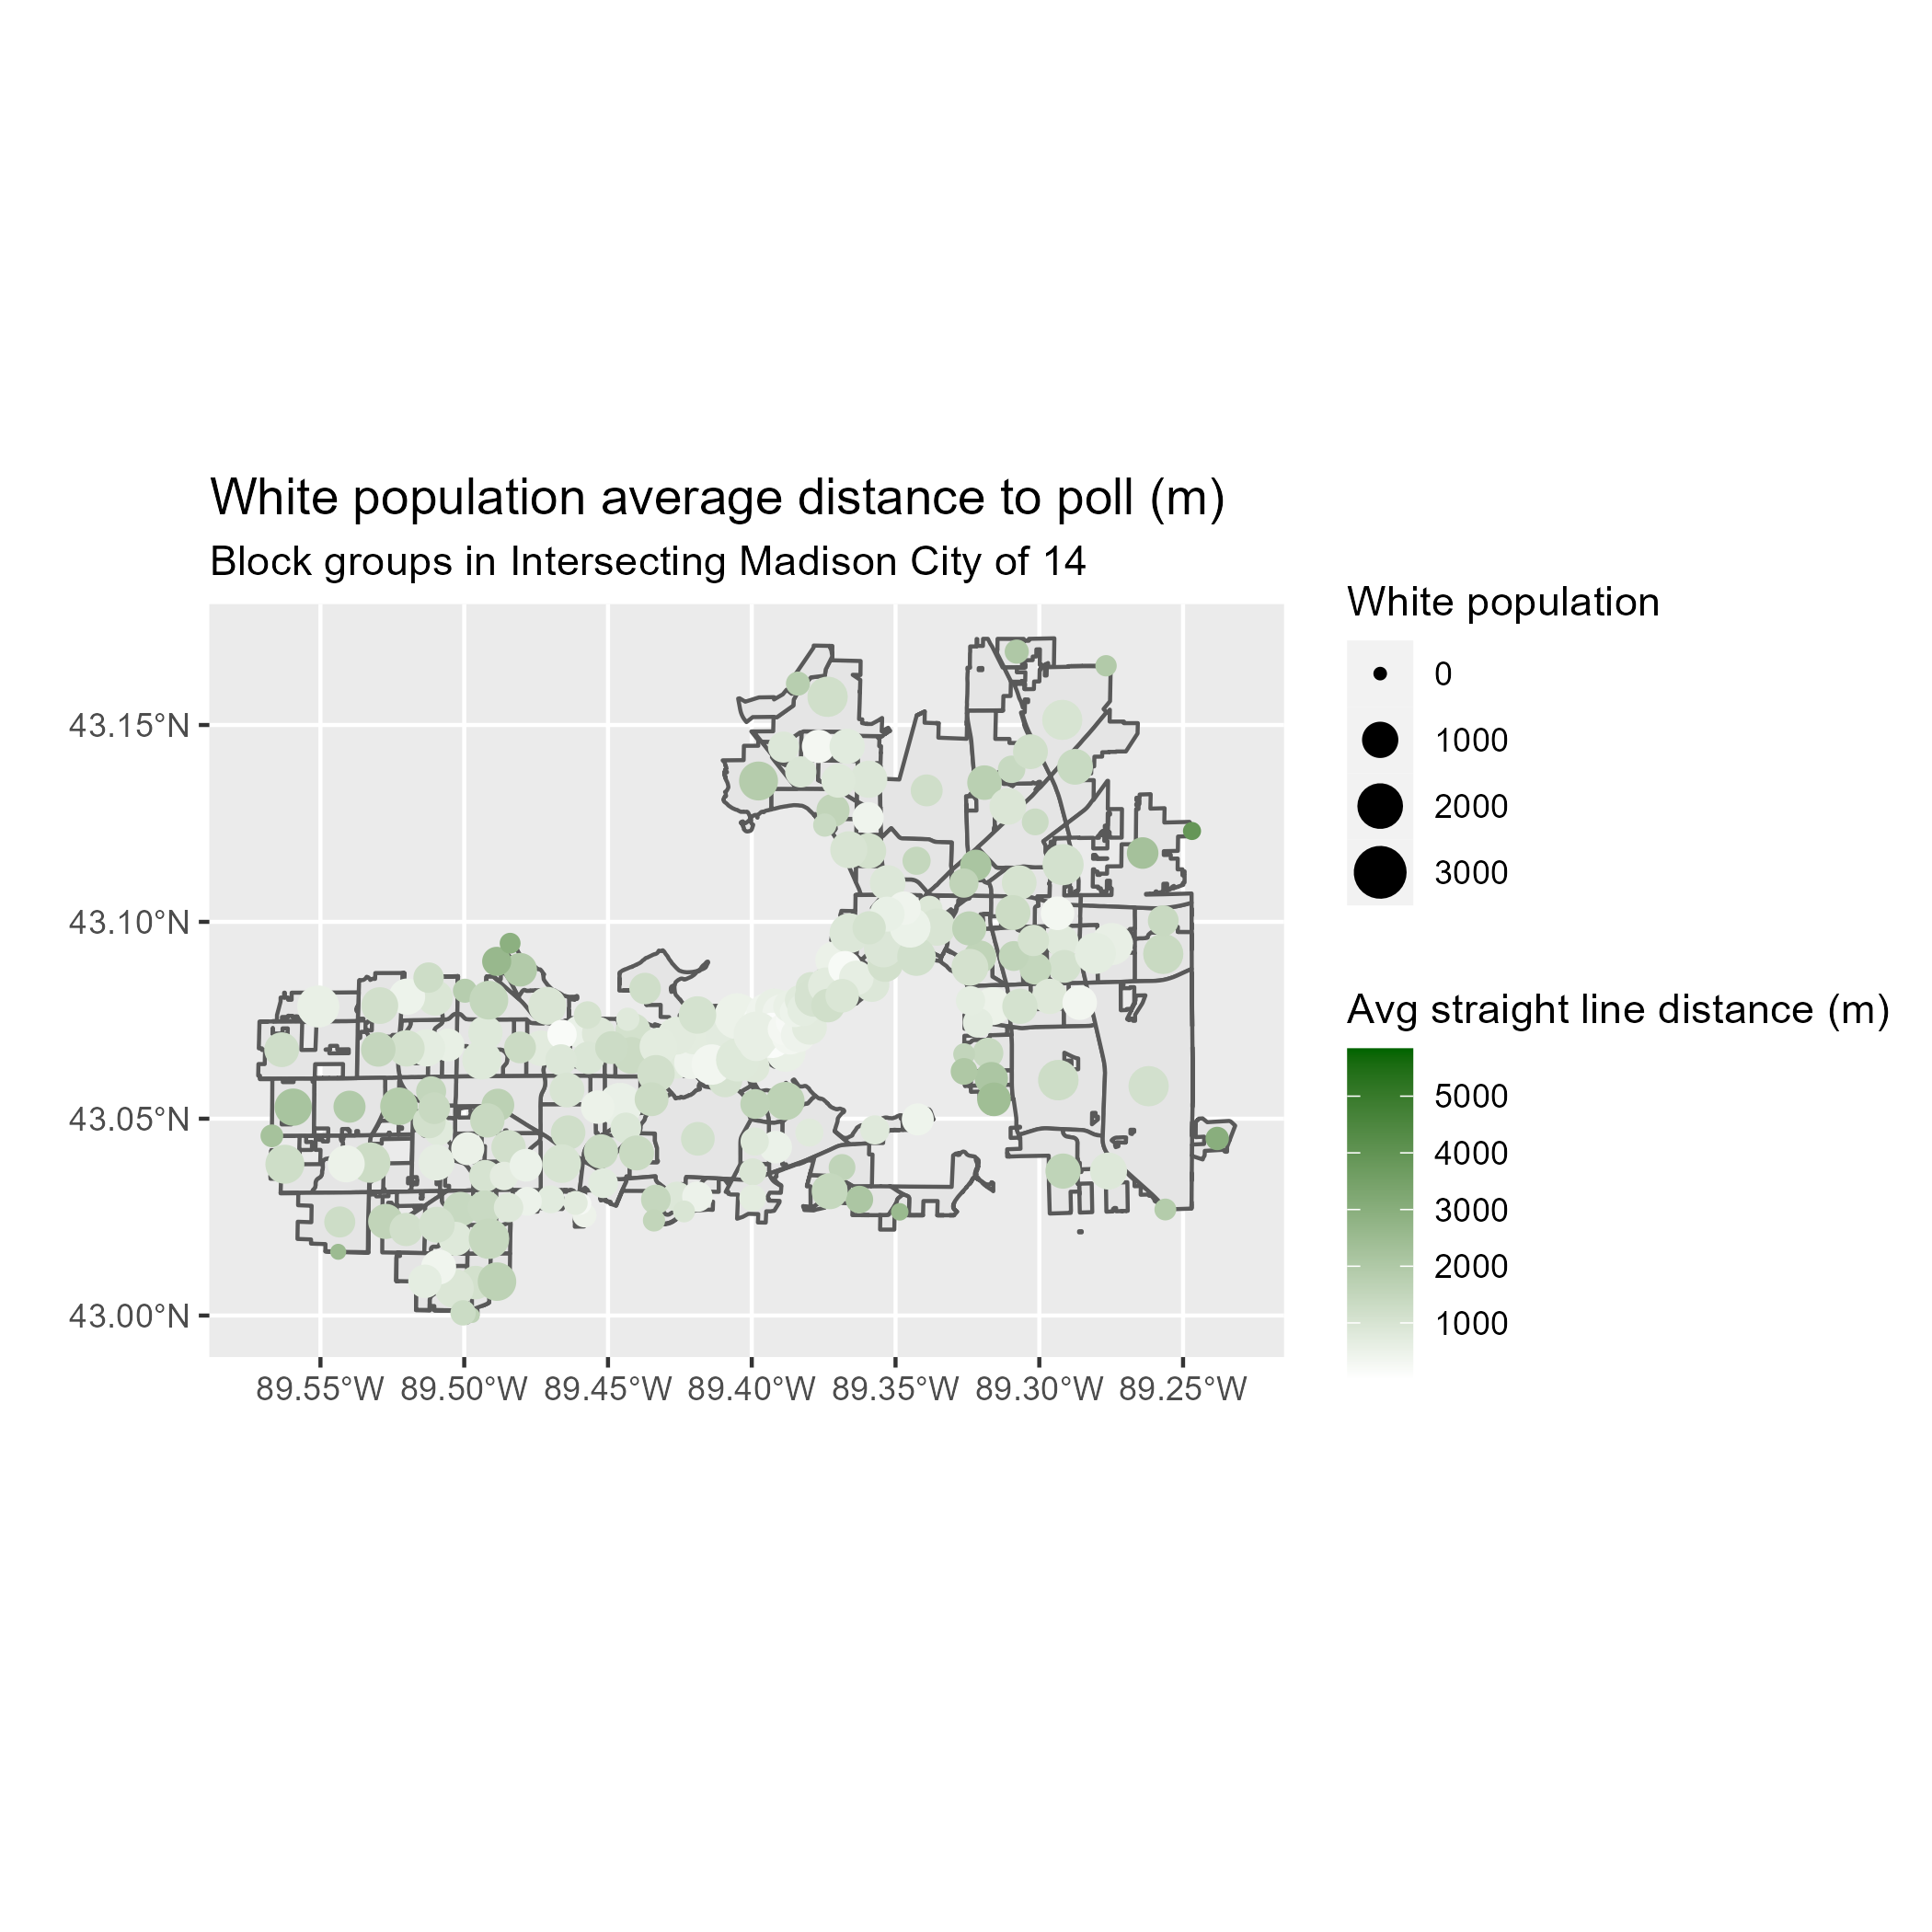 White population average distance to poll (m)
Block groups in Intersecting Madison City of 14
43.15°N
43.10°N
43.05°N
43.00°N
89.55°W
89.50°W
89.45°W
89.40°W
89.35°W
89.30°W
89.25°W
White population
0
1000
2000
3000
Avg straight line distance (m)
5000
4000
3000
2000
1000